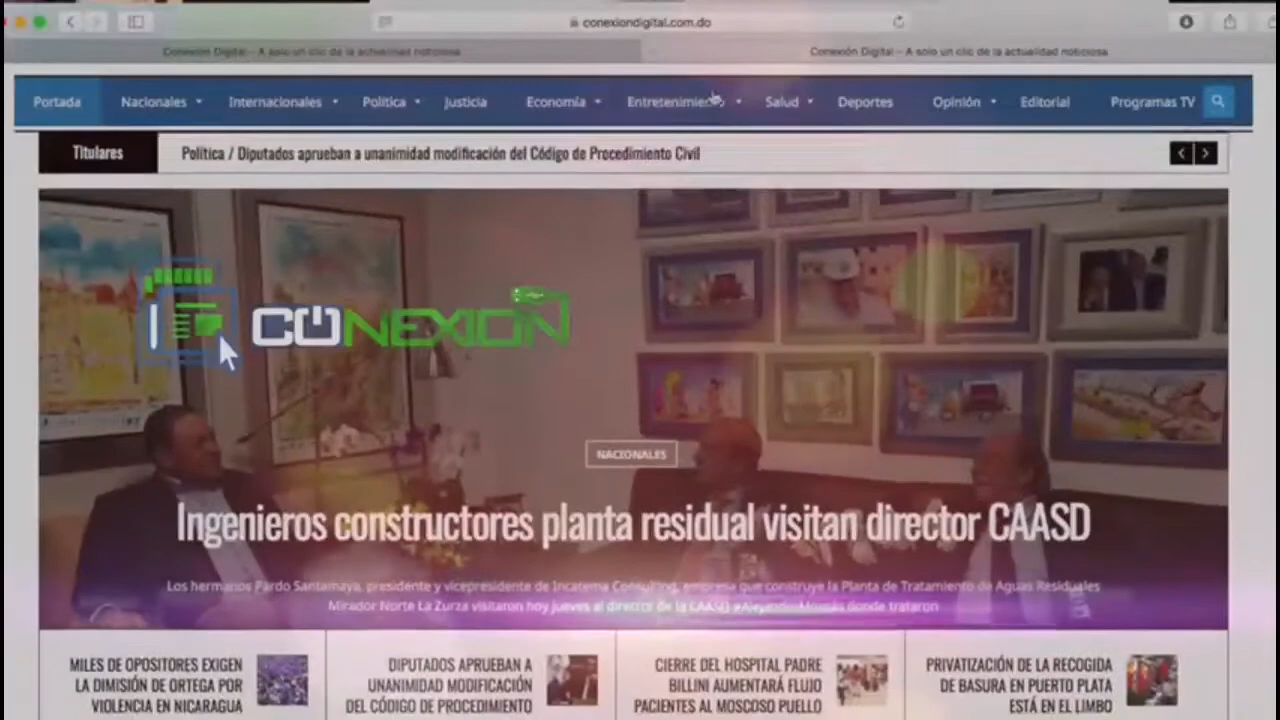 conexiondigital.com.do
Conexión Digital – A solo un clic de la actualidad noticiosa
Conexión Digital – A solo un clic de la actualidad noticiosa
Portada Nacionales Internacionales Política Justicia Economía Entretenimiento Salud Deportes Opinión Editorial Programas TV
Titulares Política / Diputados aprueban a unanimidad modificación del Código de Procedimiento Civil
CONEXION
NACIONALES
Ingenieros constructores planta residual visitan director CAASD
Los hermanos Pardo Santamaya, presidente y vicepresidente de Incatema Consulting, empresa que construye la Planta de Tratamiento de Aguas Residuales
Mirador Norte La Zurza visitaron hoy jueves al director de la CAASD donde trataron
MILES DE OPOSITORES EXIGEN
LA DIMISIÓN DE ORTEGA POR
VIOLENCIA EN NICARAGUA
DIPUTADOS APRUEBAN A
UNANIMIDAD MODIFICACIÓN
DEL CÓDIGO DE PROCEDIMIENTO
CIERRE DEL HOSPITAL PADRE
BILLINI AUMENTARÁ FLUJO
PACIENTES AL MOSCOSO PUELLO
PRIVATIZACIÓN DE LA RECOGIDA
DE BASURA EN PUERTO PLATA
ESTÁ EN EL LIMBO